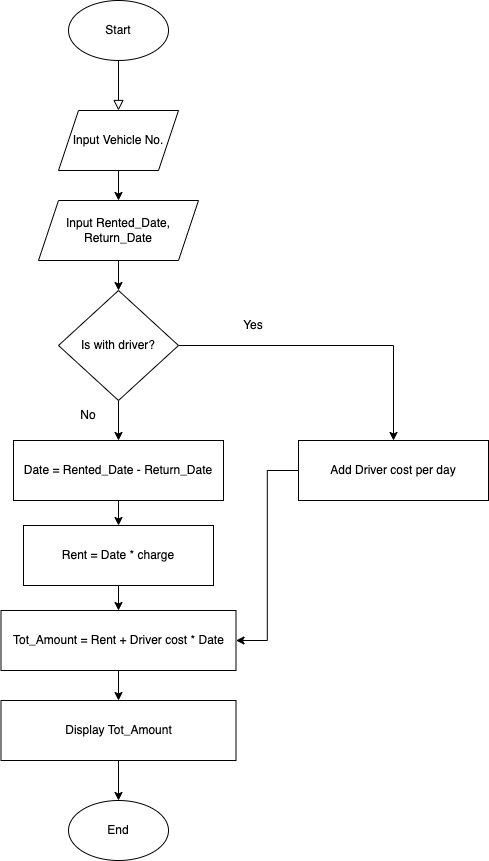 Start
Input Vehicle No.
Input Rented_Date,
Return_Date
Is with driver?
Yes
No
Date = Rented_Date - Return_Date
Add Driver cost per day
Rent = Date * charge
Tot_Amount = Rent + Driver cost * Date
Display Tot_Amount
End